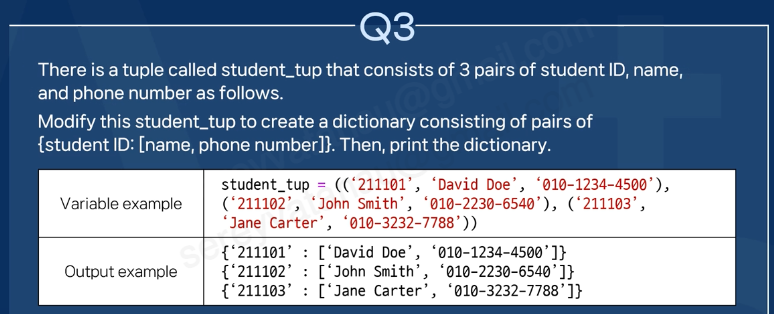 Q3
There is a tuple called student_tup that consists of 3 pairs of student ID, name,
and phone number as follows.
Modify this student_tup to create a dictionary consisting of pairs of
{student ID: [name, phone number]}. Then, print the dictionary.
Variable example
student_tup = ((‘211101’, ‘David Doe’, ‘010-1234-4500’),
(‘211102’, ‘John Smith’, ‘010-2230-6540’), (‘211103’,
‘Jane Carter’, ‘010-3232-7788’))
Output example
{‘211101’ : [‘David Doe’, ‘010-1234-4500’]}
{‘211102’ : [‘John Smith’, ‘010-2230-6540’]}
{‘211103’ : [‘Jane Carter’, ‘010-3232-7788’]}